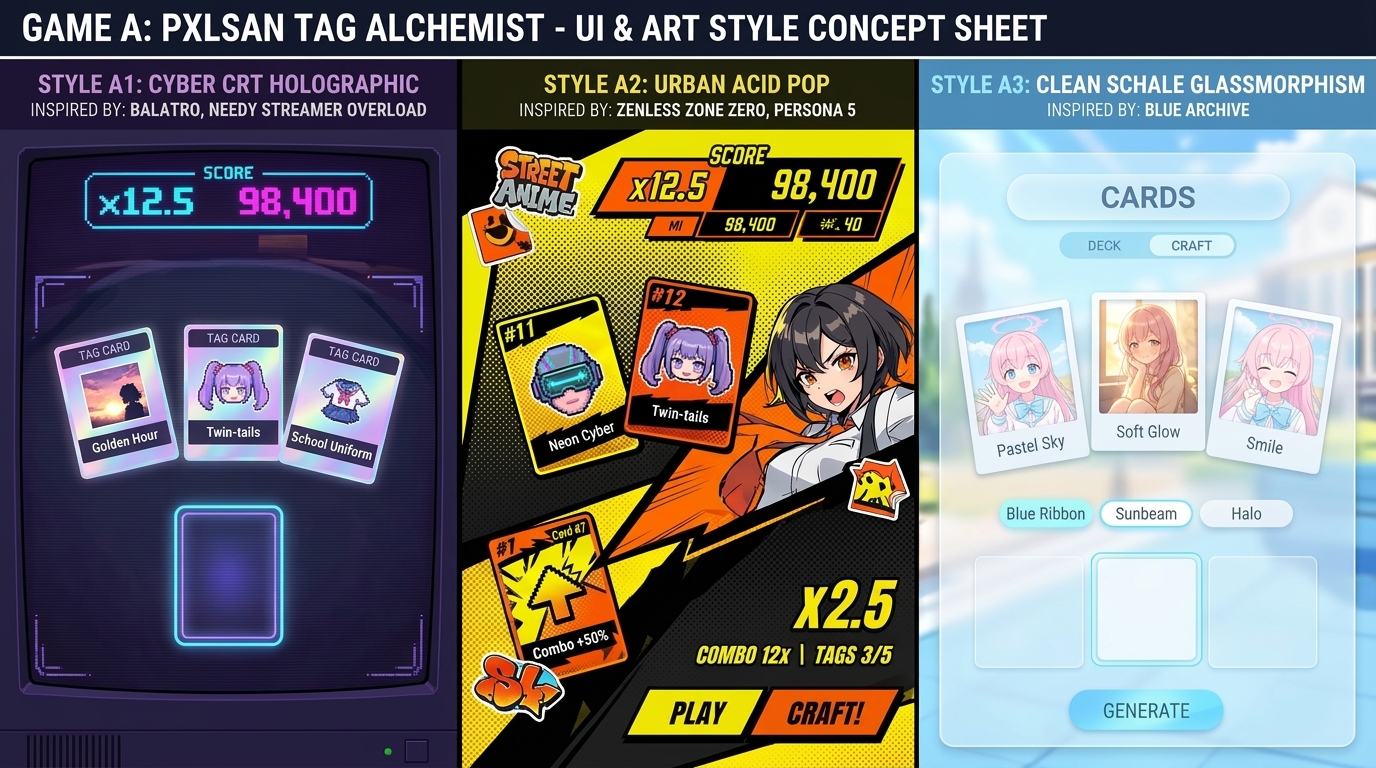 GAME A: PXLSAN TAG ALCHEMIST - UI & ART STYLE CONCEPT SHEET
STYLE A1: CYBER CRT HOLOGRAPHIC
INSPIRED BY: BALATRO, NEEDY STREAMER OVERLOAD
SCORE
x12.5 98,400
TAG CARD
Golden Hour
TAG CARD
Twin-tails
TAG CARD
School Uniform
STYLE A2: URBAN ACID POP
INSPIRED BY: ZENLESS ZONE ZERO, PERSONA 5
STREET
ANIME
SCORE
x12.5 98,400
MI 98,400 40
#11
Neon Cyber
#12
Twin-tails
#7
Combo +50%
x2.5
COMBO 12x | TAGS 3/5
PLAY CRAFT!
STYLE A3: CLEAN SCHALE GLASSMORPHISM
INSPIRED BY: BLUE ARCHIVE
CARDS
DECK CRAFT
Pastel Sky
Soft Glow
Smile
Blue Ribbon Sunbeam Halo
GENERATE